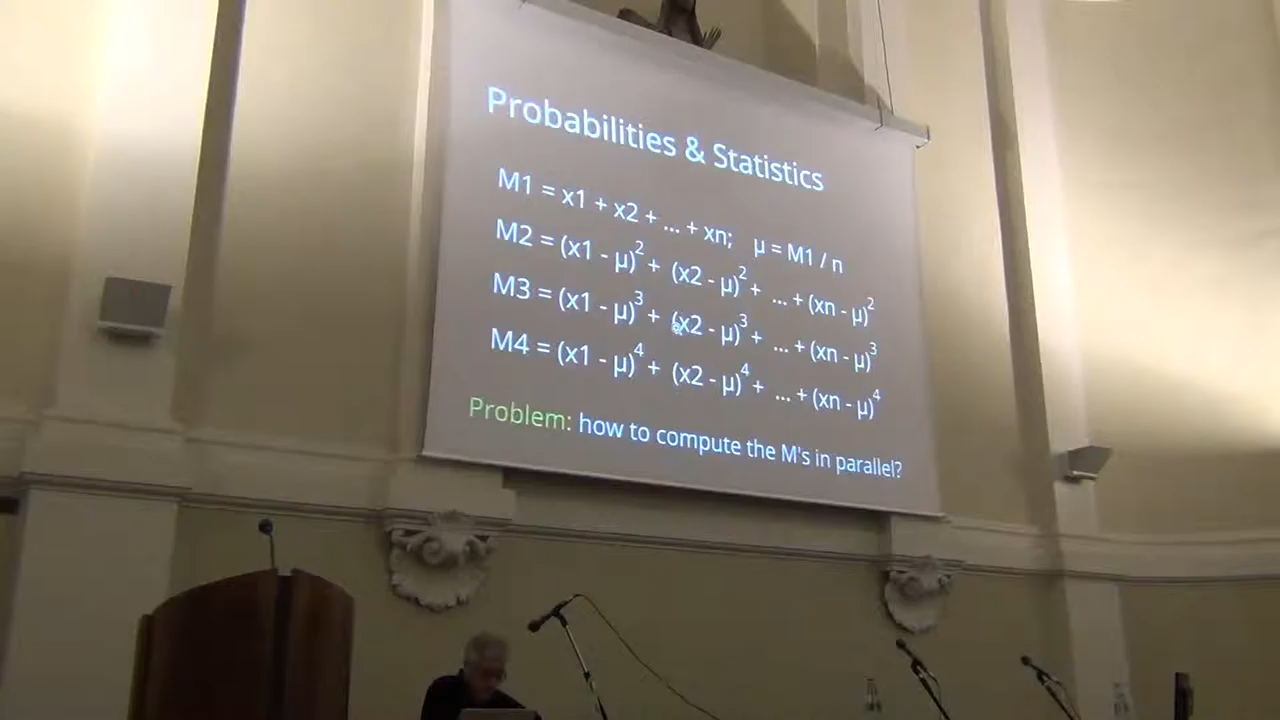 Probabilities & Statistics
M1 = x1 + x2 + ... + xn; μ = M1 / n
M2 = (x1 - μ)² + (x2 - μ)² + ... + (xn - μ)²
M3 = (x1 - μ)³ + (x2 - μ)³ + ... + (xn - μ)³
M4 = (x1 - μ)⁴ + (x2 - μ)⁴ + ... + (xn - μ)⁴
Problem: how to compute the M's in parallel?